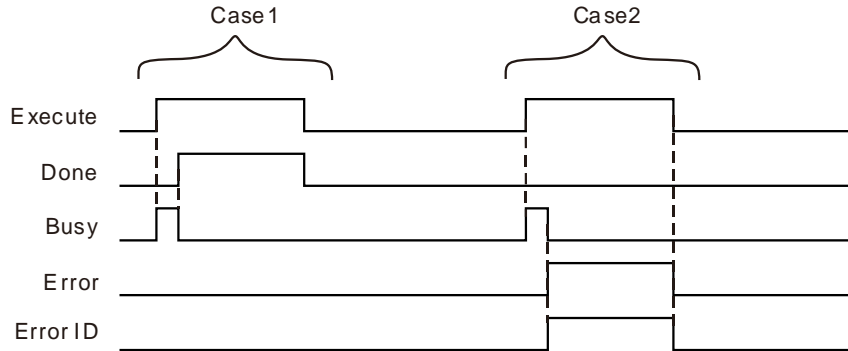 Case1
Case2
Execute
Done
Busy
Error
Error ID